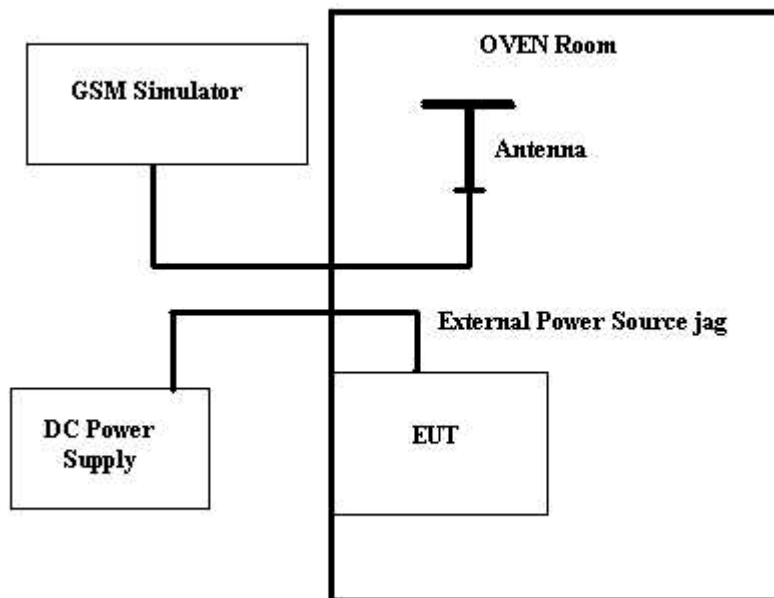 OVEN Room
GSM Simulator
Antenna
External Power Source jag
DC Power
Supply
EUT